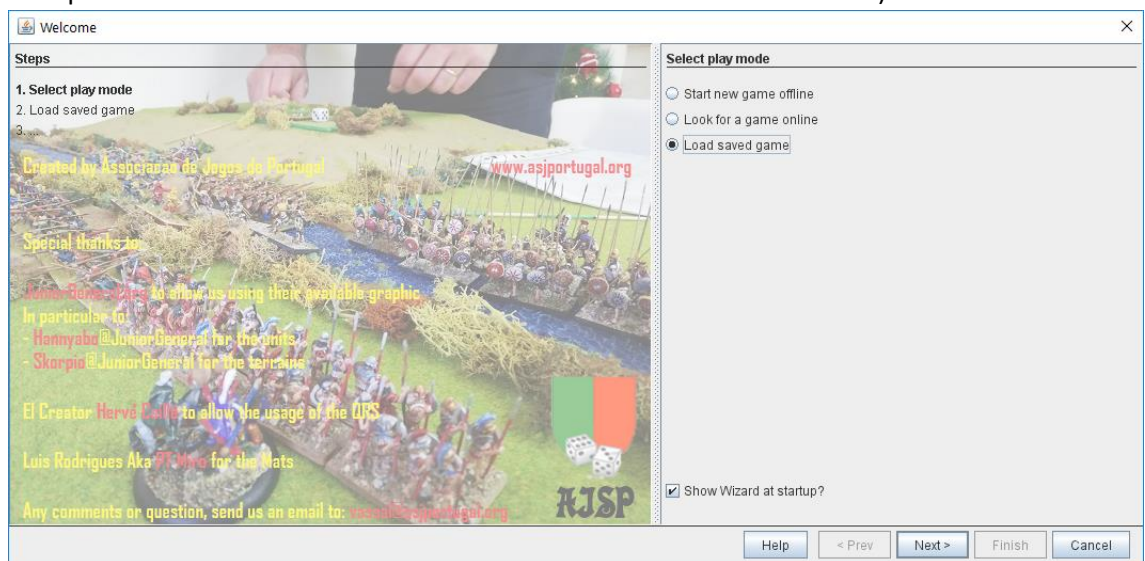 Welcome
Steps
1. Select play mode
2. Load saved game
3. ...
Created by Associacao de Jogos de Portugal
www.asjportugal.org
Special thanks to:
JuniorGeneral.org to allow us using their available graphic
In particular to:
- Hannyabo@JuniorGeneral for the units
- Skorpio@JuniorGeneral for the terrains
El Creator Hervé to allow the usage of the QRS
Luis Rodrigues Aka for the Mats
Any comments or question, send us an email to:
AJSP
Select play mode
Start new game offline
Look for a game online
Load saved game
Show Wizard at startup?
Help
< Prev
Next >
Finish
Cancel